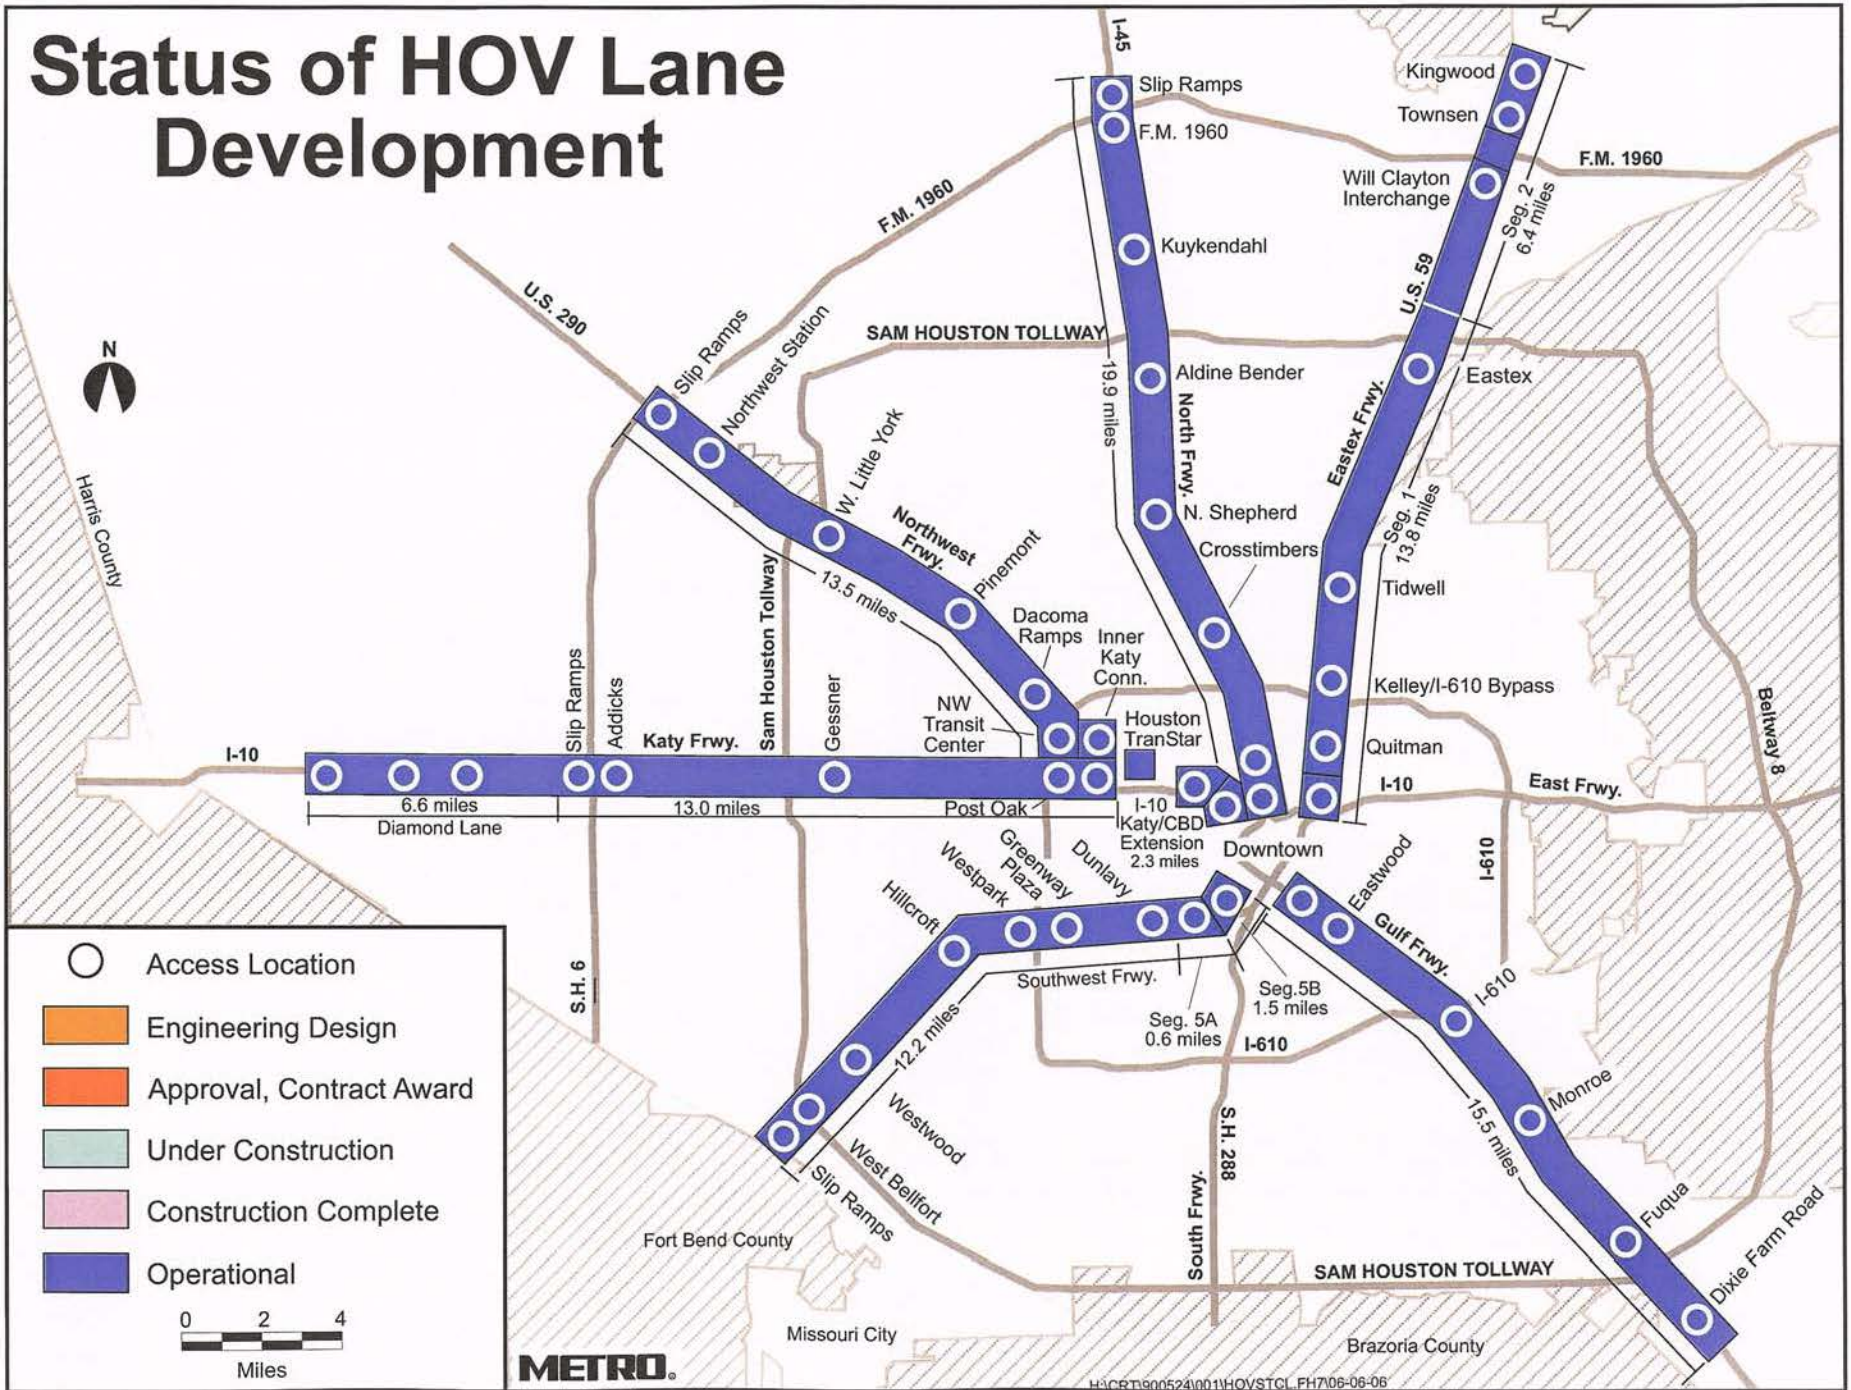 Status of HOV Lane
Development
I-45
Slip Ramps
F.M. 1960
Kingwood
Townsen
F.M. 1960
Will Clayton
Interchange
Seg. 2
6.4 miles
F.M. 1960
Kuykendahl
U.S. 59
U.S. 290
Slip Ramps
Northwest Station
SAM HOUSTON TOLLWAY
N
19.9 miles
Aldine Bender
North Frwy.
Eastex
Eastex Frwy.
Harris County
W. Little York
Northwest
Frwy.
N. Shepherd
Seg. 1
13.8 miles
Crosstimbers
Sam Houston Tollway
13.5 miles
Pinemont
Tidwell
Dacoma
Ramps
Inner
Katy
Conn.
Slip Ramps
Addicks
Gessner
NW
Transit
Center
Houston
TranStar
Kelley/I-610 Bypass
Beltway 8
Quitman
I-10
Katy Frwy.
I-10
East Frwy.
6.6 miles
13.0 miles
Post Oak
Diamond Lane
I-10
Katy/CBD
Extension
2.3 miles
Downtown
I-610
Hillcroft
Westpark
Greenway
Plaza
Dunlavy
Eastwood
Gulf Frwy.
Southwest Frwy.
Seg.5B
1.5 miles
Seg. 5A
0.6 miles
I-610
I-610
S.H. 6
12.2 miles
Westwood
West Bellfort
Slip Ramps
S.H. 288
South Frwy.
15.5 miles
Monroe
Fuqua
Dixie Farm Road
SAM HOUSTON TOLLWAY
Fort Bend County
Missouri City
Brazoria County
Access Location
Engineering Design
Approval, Contract Award
Under Construction
Construction Complete
Operational
0 2 4
Miles
METRO®
H:\CRT\900524\001\HOVSTCL.FH7\06-06-06